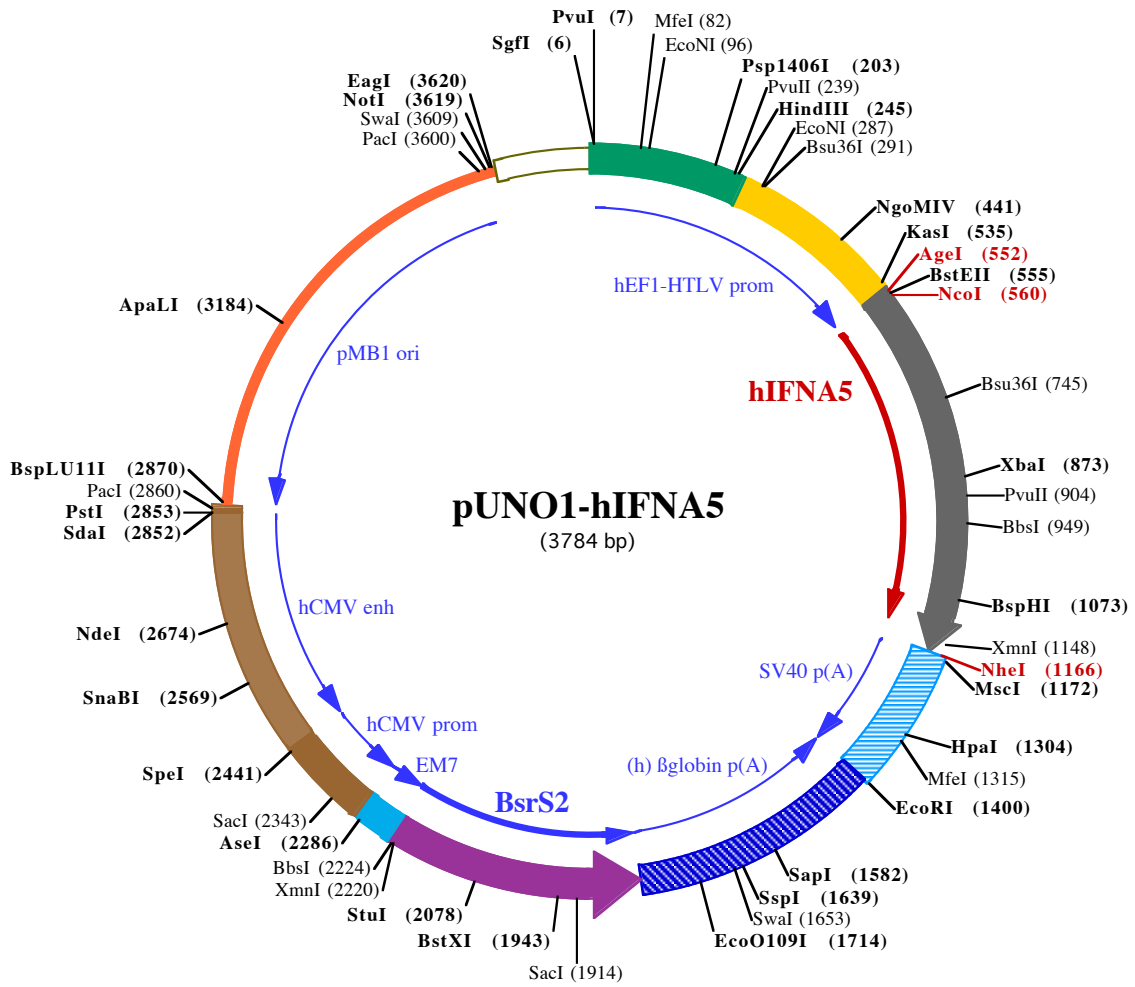 PvuI (7)
MfeI (82)
SgfI (6)
EcoNI (96)
Psp1406I (203)
PvuII (239)
HindIII (245)
EcoNI (287)
Bsu36I (291)
EagI (3620)
NotI (3619)
SwaI (3609)
PacI (3600)
NgoMIV (441)
KasI (535)
AgeI (552)
BstEII (555)
NcoI (560)
hEF1-HTLV prom
ApaLI (3184)
pMB1 ori
hIFNA5
Bsu36I (745)
XbaI (873)
PvuII (904)
BbsI (949)
BspLU11I (2870)
PacI (2860)
PstI (2853)
SdaI (2852)
pUNO1-hIFNA5
(3784 bp)
hCMV enh
BspHI (1073)
NdeI (2674)
XmnI (1148)
NheI (1166)
MscI (1172)
SV40 p(A)
SnaBI (2569)
hCMV prom
HpaI (1304)
MfeI (1315)
SpeI (2441)
EM7
(h) ßglobin p(A)
EcoRI (1400)
BsrS2
SacI (2343)
AseI (2286)
BbsI (2224)
XmnI (2220)
SapI (1582)
SspI (1639)
SwaI (1653)
EcoO109I (1714)
StuI (2078)
BstXI (1943)
SacI (1914)